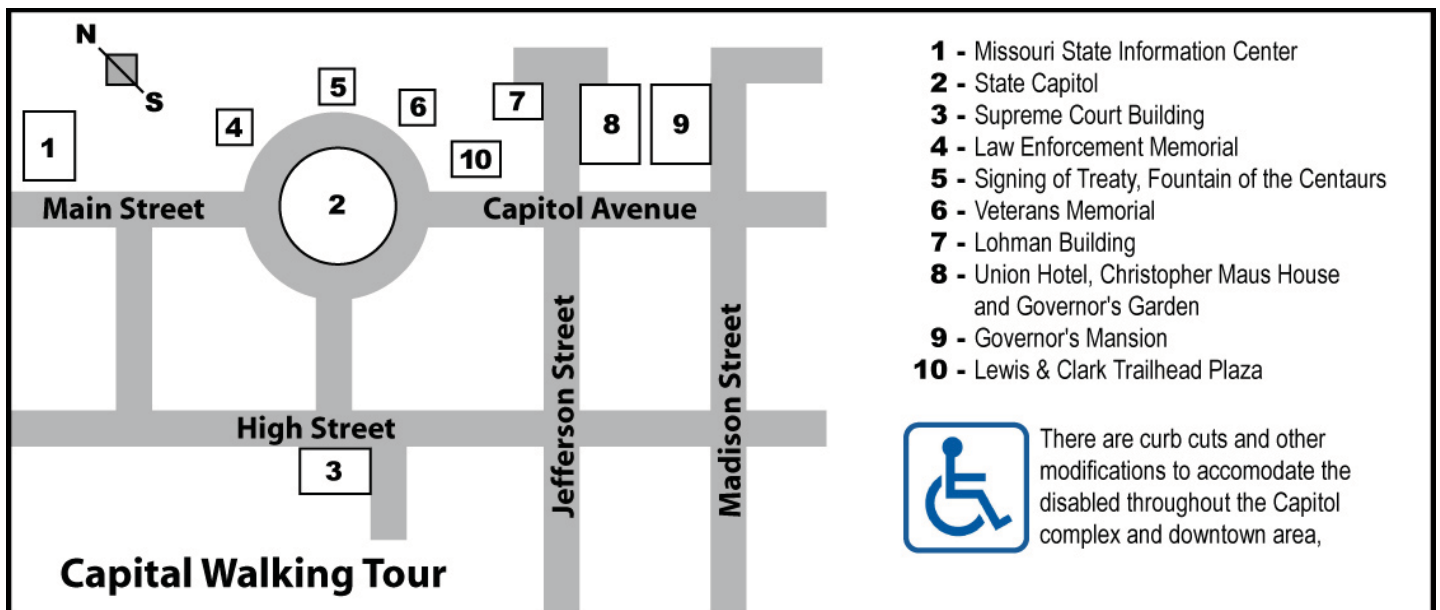 N
S
1
4
5
6
7
8
9
10
2
3
Main Street
Capitol Avenue
High Street
Jefferson Street
Madison Street
Capital Walking Tour
1 - Missouri State Information Center
2 - State Capitol
3 - Supreme Court Building
4 - Law Enforcement Memorial
5 - Signing of Treaty, Fountain of the Centaurs
6 - Veterans Memorial
7 - Lohman Building
8 - Union Hotel, Christopher Maus House
and Governor's Garden
9 - Governor's Mansion
10 - Lewis & Clark Trailhead Plaza
There are curb cuts and other
modifications to accomodate the
disabled throughout the Capitol
complex and downtown area,